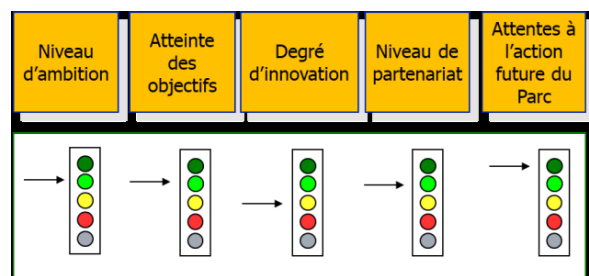 Niveau
d'ambition
Atteinte
des
objectifs
Degré
d'innovation
Niveau de
partenariat
Attentes à
l'action
future du
Parc